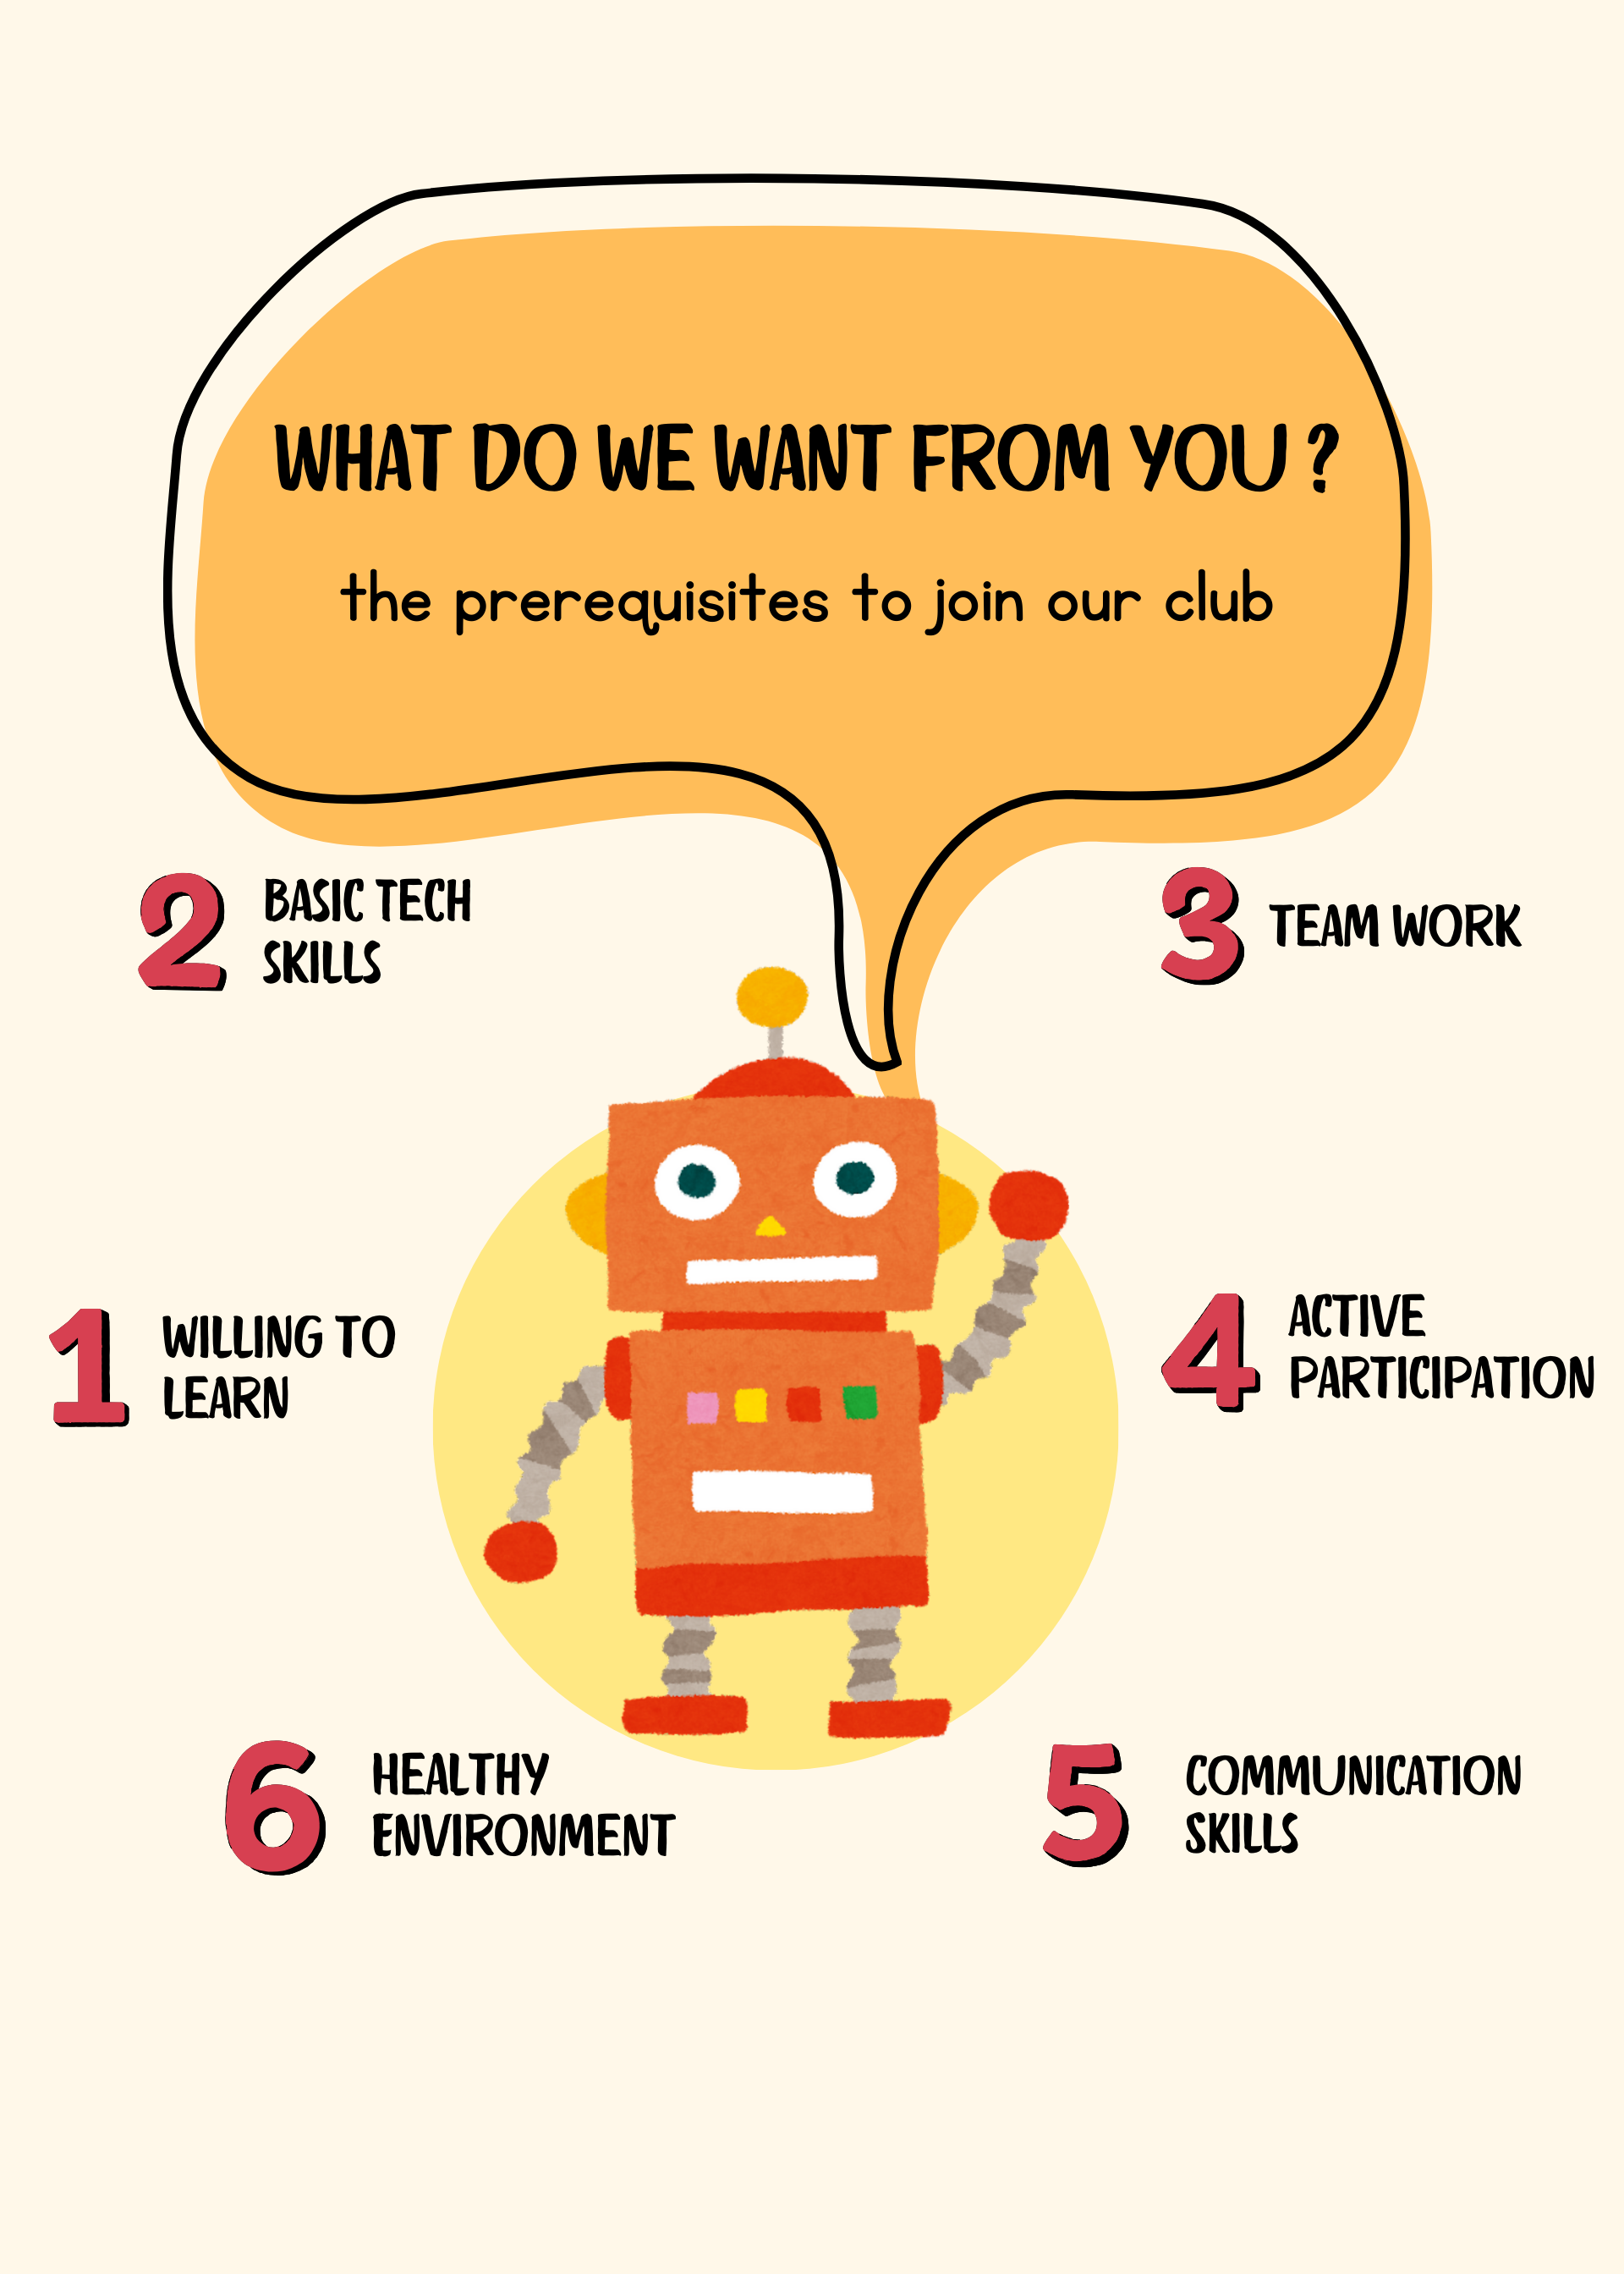 WHAT DO WE WANT FROM YOU ?
the prerequisites to join our club
1
WILLING TO
LEARN
2
BASIC TECH
SKILLS
3
TEAM WORK
4
ACTIVE
PARTICIPATION
5
COMMUNICATION
SKILLS
6
HEALTHY
ENVIRONMENT